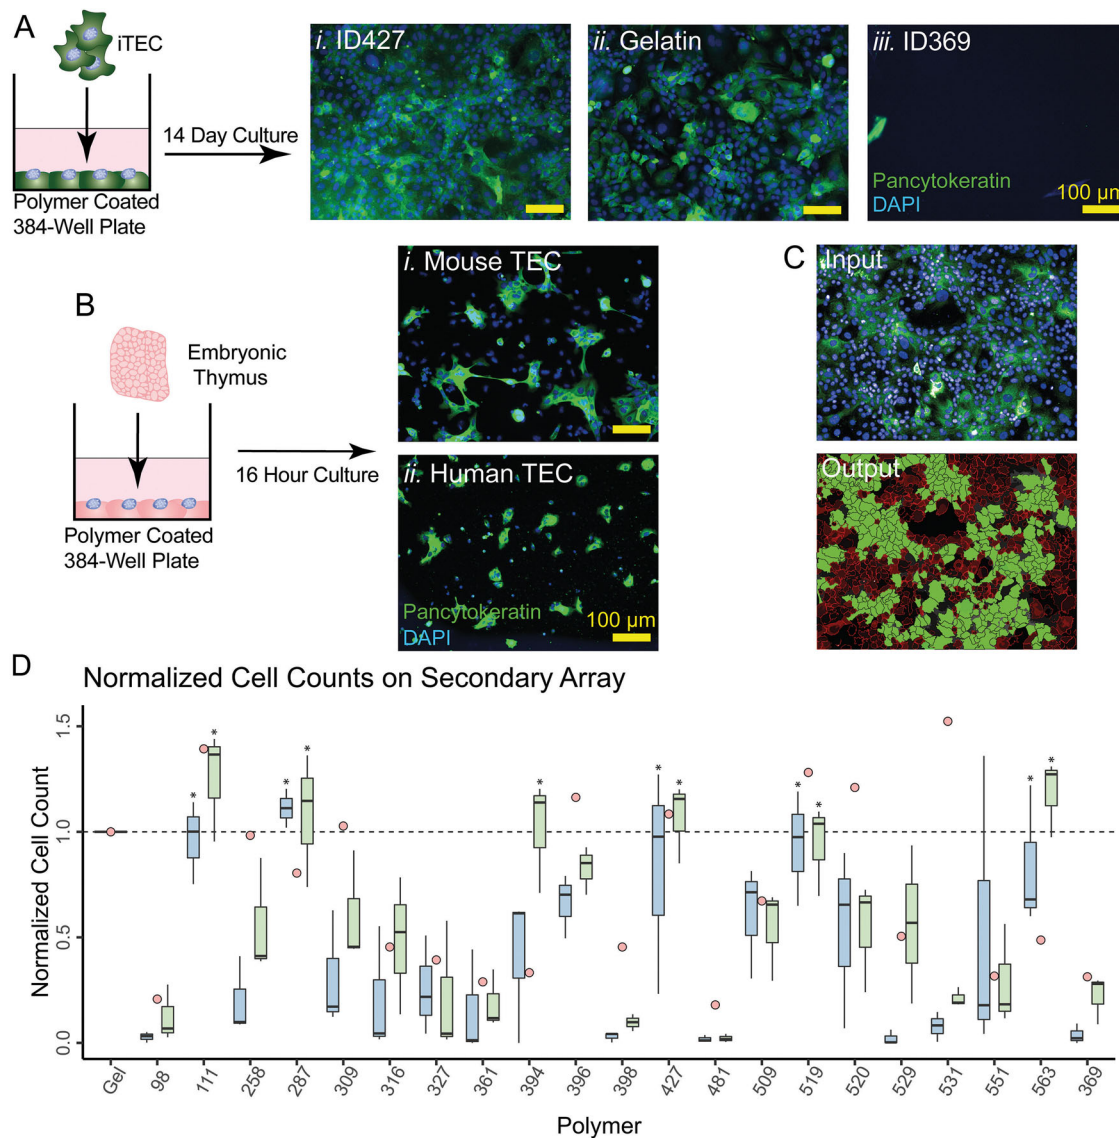 A
iTEC
14 Day Culture
Polymer Coated
384-Well Plate
i. ID427
ii. Gelatin
iii. ID369
Pancytokeratin
DAPI
100 µm
B
Embryonic
Thymus
16 Hour Culture
Polymer Coated
384-Well Plate
i. Mouse TEC
ii. Human TEC
Pancytokeratin
DAPI
100 µm
C
Input
Output
D
Normalized Cell Counts on Secondary Array
Normalized Cell Count
1.5
1.0
0.5
0.0
* * * * * * * * * * *
Gel 98 111 258 287 309 316 327 361 394 396 398 427 481 509 519 520 529 531 551 563 369
Polymer